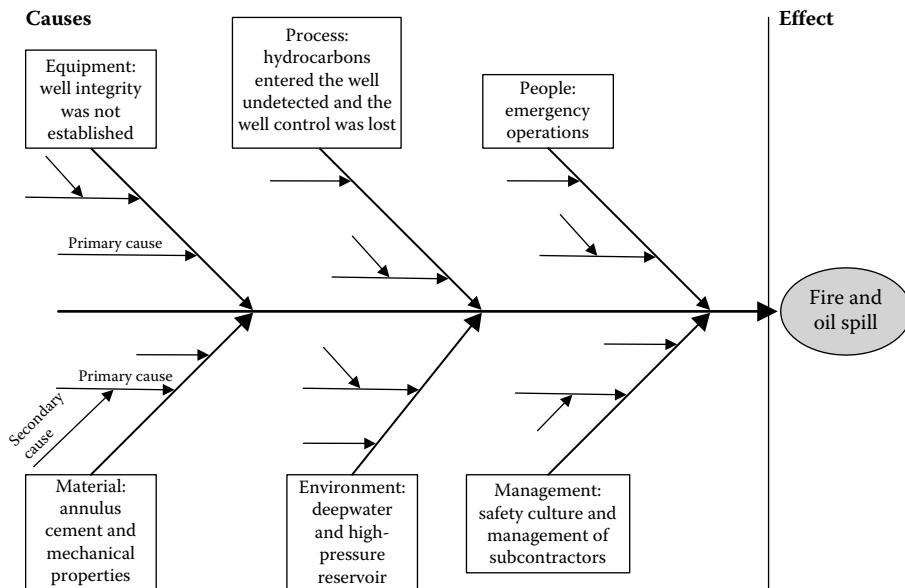 Causes
Effect
Equipment:
well integrity
was not
established
Process:
hydrocarbons
entered the well
undetected and the
well control was lost
People:
emergency
operations
Primary cause
Fire and
oil spill
Primary cause
Secondary
cause
Material:
annulus
cement and
mechanical
properties
Environment:
deepwater
and high-
pressure
reservoir
Management:
safety culture and
management of
subcontractors